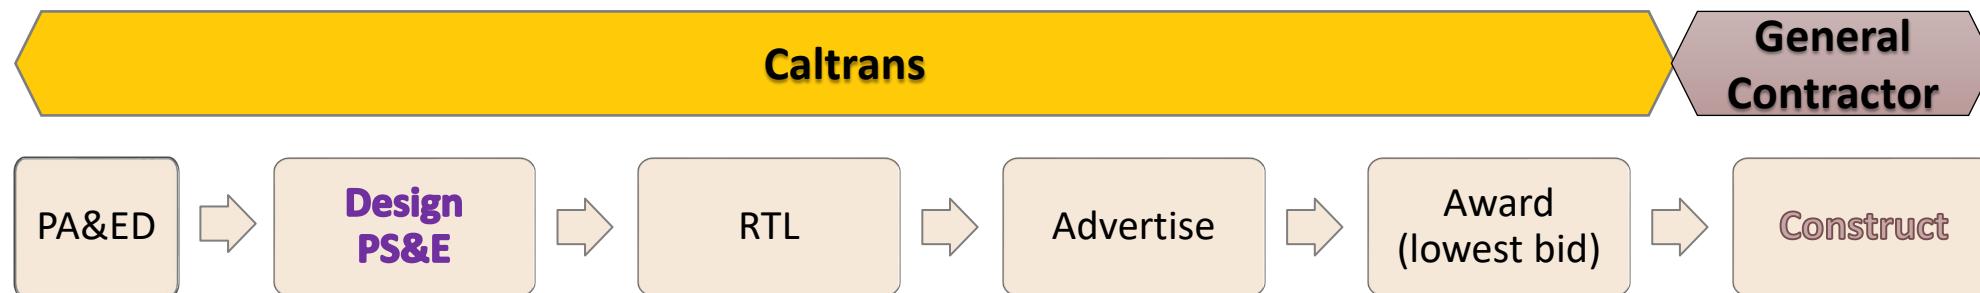 Caltrans
General
Contractor
PA&ED
Design
PS&E
RTL
Advertise
Award
(lowest bid)
Construct